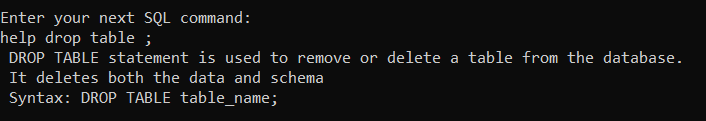 Enter your next SQL command:
help drop table ;
DROP TABLE statement is used to remove or delete a table from the database.
It deletes both the data and schema
Syntax: DROP TABLE table_name;